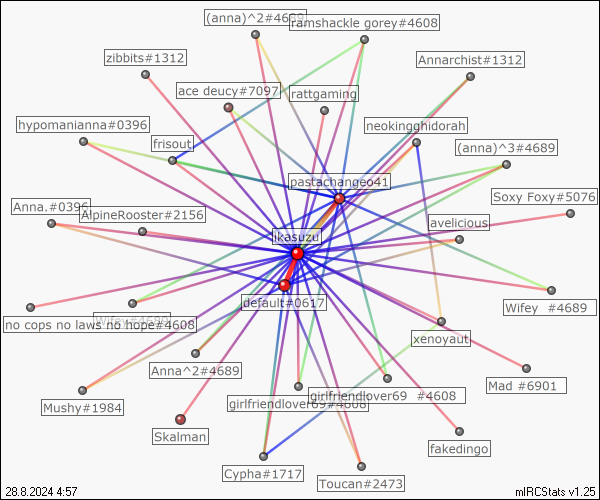 (anna)^2#4689
ramshackle gorey#4608
zibbits#1312
Annarchist#1312
ace deucy#7097
rattgaming
hypomanianna#0396
neokingghidorah
frisout
(anna)^3#4689
pastachangeo41
Soxy Foxy#5076
Anna.#0396
AlpineRooster#2156
avelicious
ikasuzu
default#0617
Wifey #4689
no cops no laws no hope#4608
Wifey#4689
xenoyaut
Anna^2#4689
Mad #6901
girlfriendlover69 #4608
girlfriendlover69#4608
Mushy#1984
Skalman
fakedingo
Cypha#1717
Toucan#2473
28.8.2024 4:57
mIRCStats v1.25